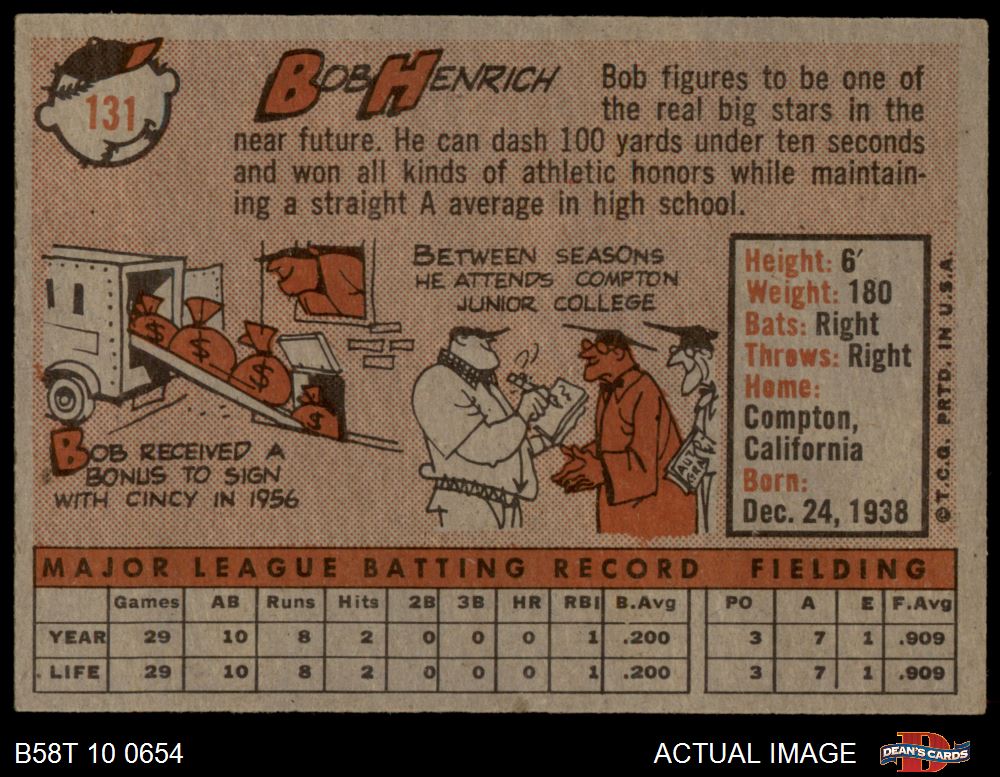 131
BOB HENRICH
Bob figures to be one of
the real big stars in the
near future. He can dash 100 yards under ten seconds
and won all kinds of athletic honors while maintain-
ing a straight A average in high school.
BETWEEN SEASONS
HE ATTENDS COMPTON
JUNIOR COLLEGE
$ $ $ $
BOB RECEIVED A
BONUS TO SIGN
WITH CINCY IN 1956
Height: 6'
Weight: 180
Bats: Right
Throws: Right
Home:
Compton,
California
Born:
Dec. 24, 1938
©T.C.G. PRTD. IN U.S.A.
MAJOR LEAGUE BATTING RECORD FIELDING
Games AB Runs Hits 2B 3B HR RBI B.Avg PO A E F.Avg
YEAR 29 10 8 2 0 0 0 1 .200 3 7 1 .909
LIFE 29 10 8 2 0 0 0 1 .200 3 7 1 .909
B58T 10 0654
ACTUAL IMAGE
DEAN'S CARDS